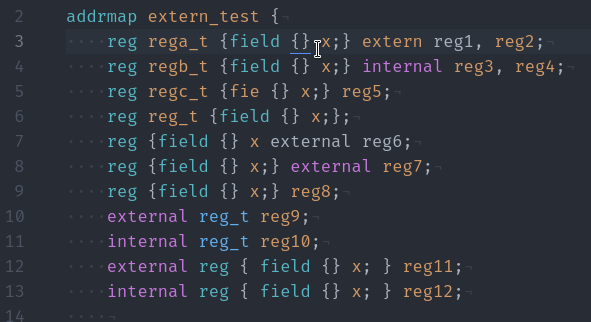 2 addrmap extern_test {
3 reg rega_t {field {} x;} extern reg1, reg2;
4 reg regb_t {field {} x;} internal reg3, reg4;
5 reg regc_t {fie {} x;} reg5;
6 reg reg_t {field {} x;};
7 reg {field {} x external reg6;
8 reg {field {} x;} external reg7;
9 reg {field {} x;} reg8;
10 external reg_t reg9;
11 internal reg_t reg10;
12 external reg { field {} x; } reg11;
13 internal reg { field {} x; } reg12;
14